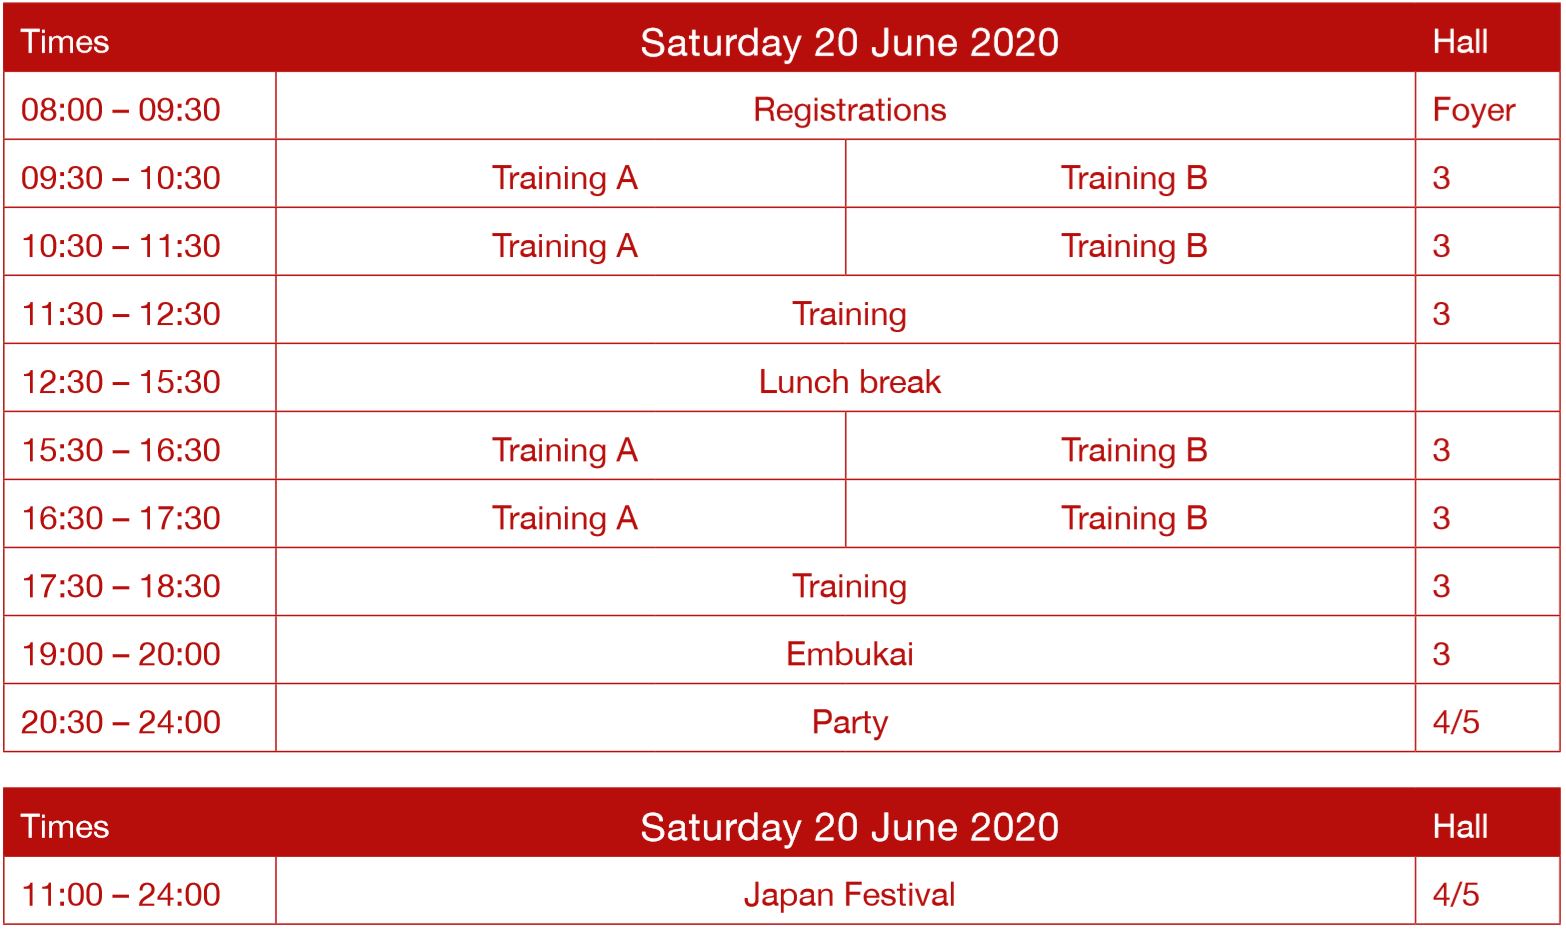 Times Saturday 20 June 2020 Hall
08:00 – 09:30 Registrations Foyer
09:30 – 10:30 Training A Training B 3
10:30 – 11:30 Training A Training B 3
11:30 – 12:30 Training 3
12:30 – 15:30 Lunch break
15:30 – 16:30 Training A Training B 3
16:30 – 17:30 Training A Training B 3
17:30 – 18:30 Training 3
19:00 – 20:00 Embukai 3
20:30 – 24:00 Party 4/5
Times Saturday 20 June 2020 Hall
11:00 – 24:00 Japan Festival 4/5